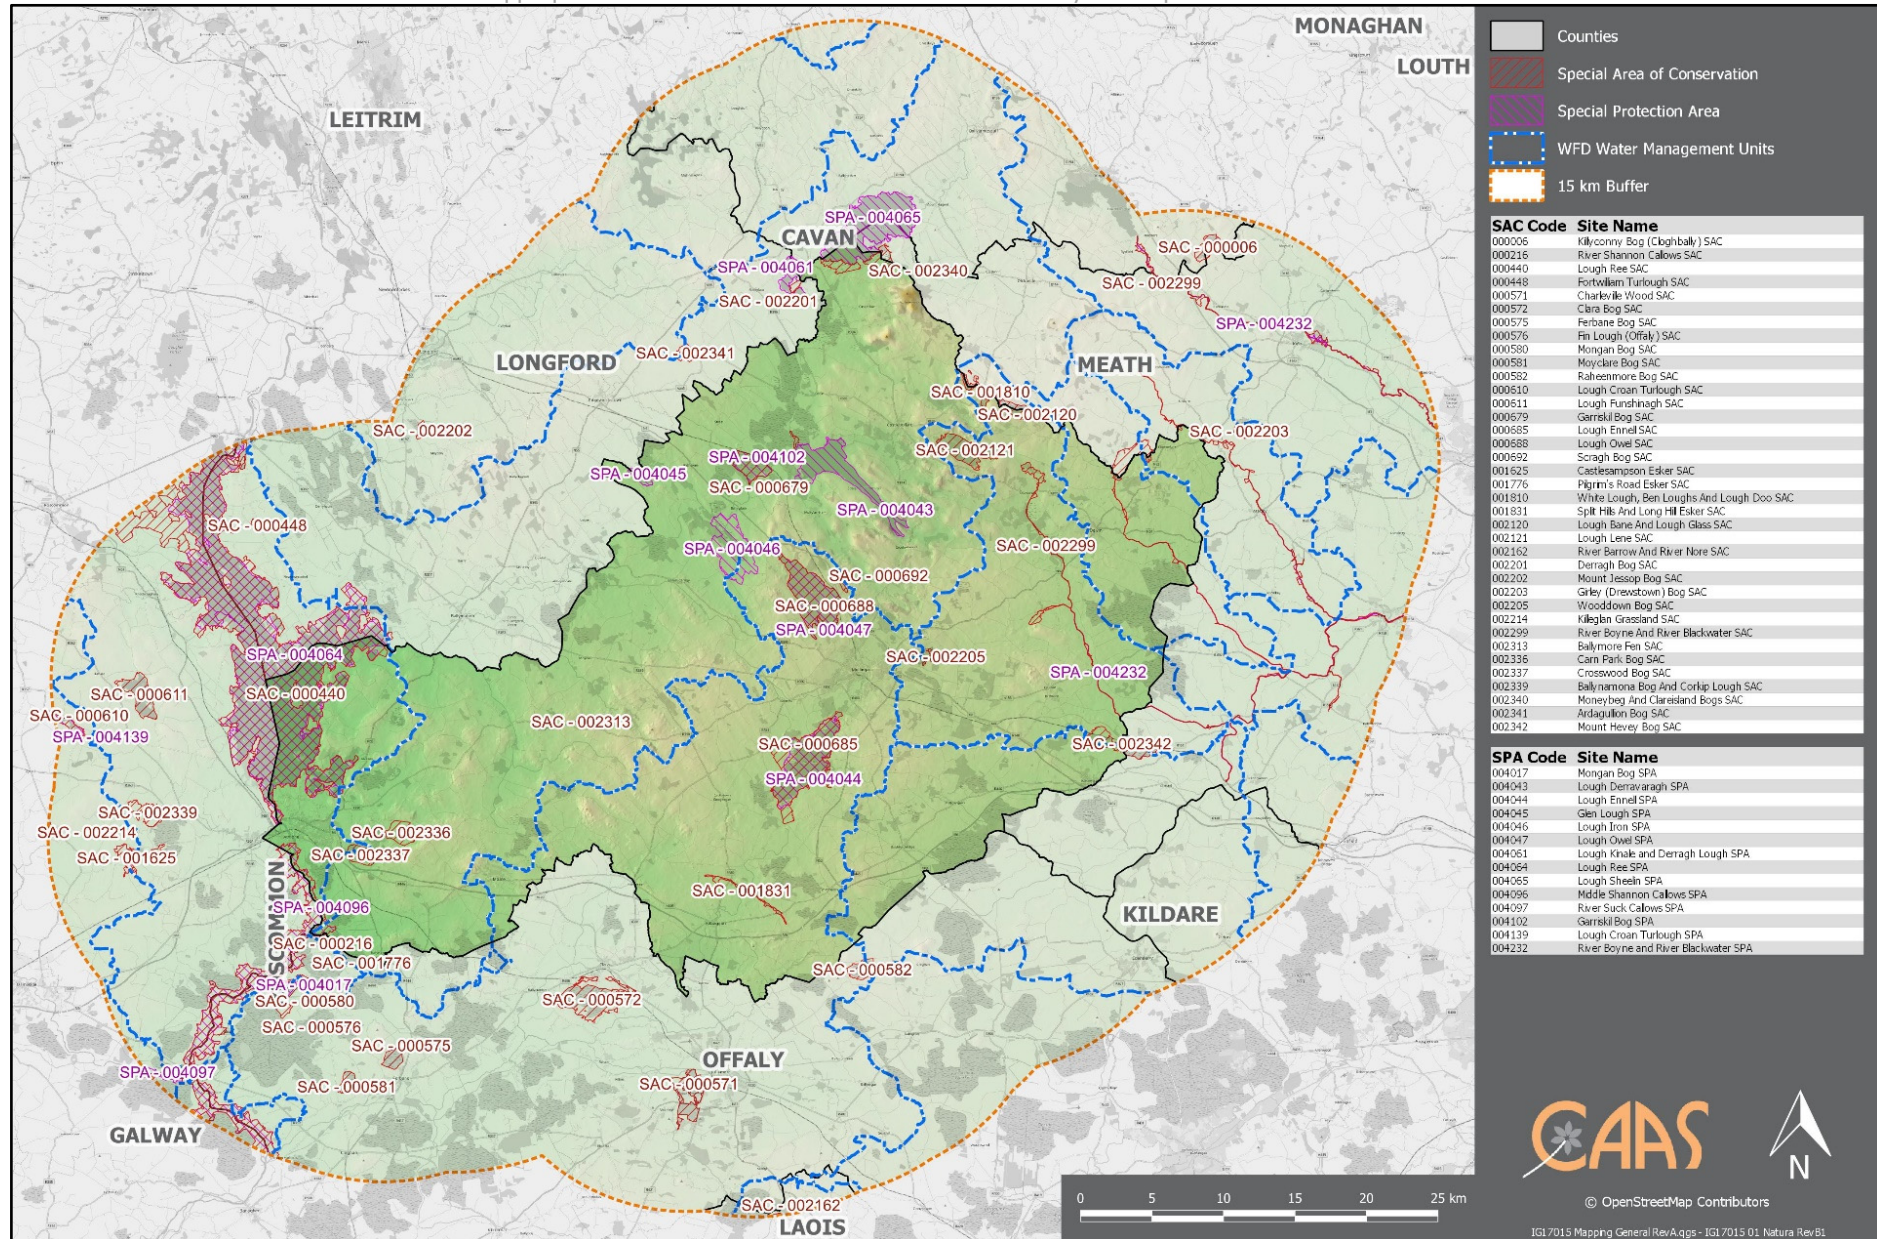 MONAGHAN
LOUTH
LEITRIM
SPA - 004065
CAVAN
SAC - 000006
SPA - 004061
SAC - 002340
SAC - 002299
SAC - 002201
SPA - 004232
SAC - 002341
LONGFORD
MEATH
SAC - 001810
SAC - 002120
SAC - 002202
SAC - 002203
SAC - 002121
SPA - 004102
SPA - 004045
SAC - 000679
SPA - 004043
SAC - 000448
SAC - 002299
SPA - 004046
SAC - 000692
SAC - 000688
SPA - 004047
SPA - 004064
SAC - 002205
SPA - 004232
SAC - 000611
SAC - 000440
SAC - 000610
SAC - 002313
SPA - 004139
SAC - 000685
SAC - 002342
SPA - 004044
SAC - 002339
SAC - 002214
SAC - 002336
SAC - 001625
SAC - 002337
SAC - 001831
SCOMMON
SPA - 004096
KILDARE
SAC - 000216
SAC - 001776
SAC - 000582
SPA - 004017
SAC - 000580
SAC - 000572
SAC - 000576
SAC - 000575
OFFALY
SPA - 004097
SAC - 000581
SAC - 000571
GALWAY
SAC - 002162
LAOIS
0 5 10 15 20 25 km
Counties
Special Area of Conservation
Special Protection Area
WFD Water Management Units
15 km Buffer
SAC Code Site Name
000006 Killyconny Bog (Cloghbally) SAC
000216 River Shannon Callows SAC
000440 Lough Ree SAC
000448 Fortwilliam Turlough SAC
000571 Charleville Wood SAC
000572 Clara Bog SAC
000575 Ferbane Bog SAC
000576 Fin Lough (Offaly) SAC
000580 Mongan Bog SAC
000581 Moyclare Bog SAC
000582 Raheenmore Bog SAC
000610 Lough Croan Turlough SAC
000611 Lough Funshinagh SAC
000679 Garriskil Bog SAC
000685 Lough Ennell SAC
000688 Lough Owel SAC
000692 Scragh Bog SAC
001625 Castlesampson Esker SAC
001776 Pilgrim's Road Esker SAC
001810 White Lough, Ben Loughs And Lough Doo SAC
001831 Split Hills And Long Hill Esker SAC
002120 Lough Bane And Lough Glass SAC
002121 Lough Lene SAC
002162 River Barrow And River Nore SAC
002201 Derragh Bog SAC
002202 Mount Jessop Bog SAC
002203 Girley (Drewstown) Bog SAC
002205 Wooddown Bog SAC
002214 Killeglan Grassland SAC
002299 River Boyne And River Blackwater SAC
002313 Ballymore Fen SAC
002336 Carn Park Bog SAC
002337 Crosswood Bog SAC
002339 Ballynamona Bog And Corkip Lough SAC
002340 Moneybeg And Clareisland Bogs SAC
002341 Ardagullion Bog SAC
002342 Mount Hevey Bog SAC
SPA Code Site Name
004017 Mongan Bog SPA
004043 Lough Derravaragh SPA
004044 Lough Ennell SPA
004045 Glen Lough SPA
004046 Lough Iron SPA
004047 Lough Owel SPA
004061 Lough Kinale and Derragh Lough SPA
004064 Lough Ree SPA
004065 Lough Sheelin SPA
004096 Middle Shannon Callows SPA
004097 River Suck Callows SPA
004102 Garriskil Bog SPA
004139 Lough Croan Turlough SPA
004232 River Boyne and River Blackwater SPA
CAAS
N
© OpenStreetMap Contributors
IG17015 Mapping General RevA.qgs - IG17015 01 Natura RevB1